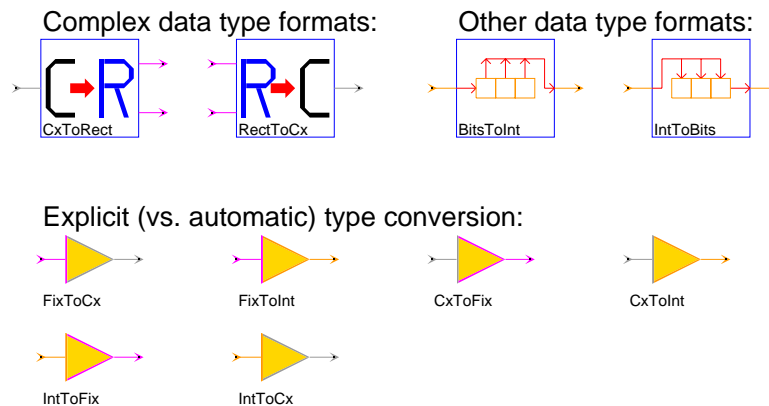 Complex data type formats:
Other data type formats:
CxToRect
RectToCx
BitsToInt
IntToBits
Explicit (vs. automatic) type conversion:
FixToCx
FixToInt
CxToFix
CxToInt
IntToFix
IntToCx